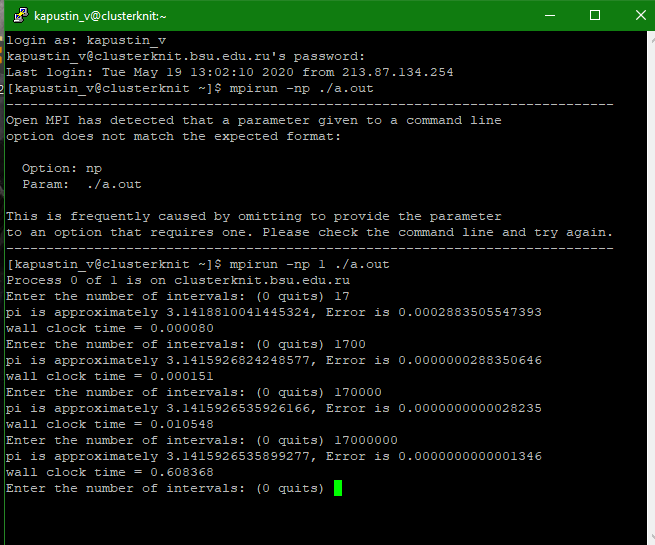 kapustin_v@clusterknit:~
login as: kapustin_v
kapustin_v@clusterknit.bsu.edu.ru's password:
Last login: Tue May 19 13:02:10 2020 from 213.87.134.254
[kapustin_v@clusterknit ~]$ mpirun -np ./a.out
--------------------------------------------------------------------------
Open MPI has detected that a parameter given to a command line
option does not match the expected format:

  Option: np
  Param:  ./a.out

This is frequently caused by omitting to provide the parameter
to an option that requires one. Please check the command line and try again.
--------------------------------------------------------------------------
[kapustin_v@clusterknit ~]$ mpirun -np 1 ./a.out
Process 0 of 1 is on clusterknit.bsu.edu.ru
Enter the number of intervals: (0 quits) 17
pi is approximately 3.1418810041445324, Error is 0.0002883505547393
wall clock time = 0.000080
Enter the number of intervals: (0 quits) 1700
pi is approximately 3.1415926824248577, Error is 0.0000000288350646
wall clock time = 0.000151
Enter the number of intervals: (0 quits) 170000
pi is approximately 3.1415926535926166, Error is 0.0000000000028235
wall clock time = 0.010548
Enter the number of intervals: (0 quits) 17000000
pi is approximately 3.1415926535899277, Error is 0.0000000000001346
wall clock time = 0.608368
Enter the number of intervals: (0 quits)